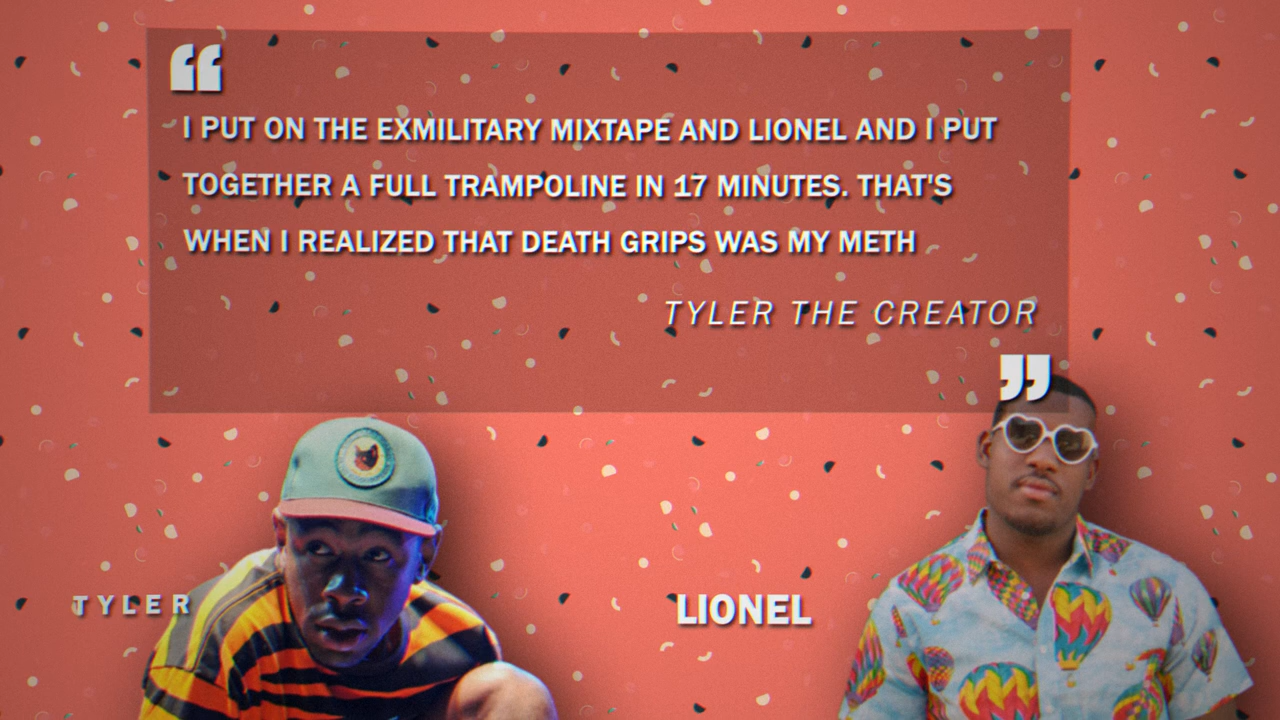 “
I PUT ON THE EXMILITARY MIXTAPE AND LIONEL AND I PUT
TOGETHER A FULL TRAMPOLINE IN 17 MINUTES. THAT'S
WHEN I REALIZED THAT DEATH GRIPS WAS MY METH
TYLER THE CREATOR
”
TYLER
LIONEL